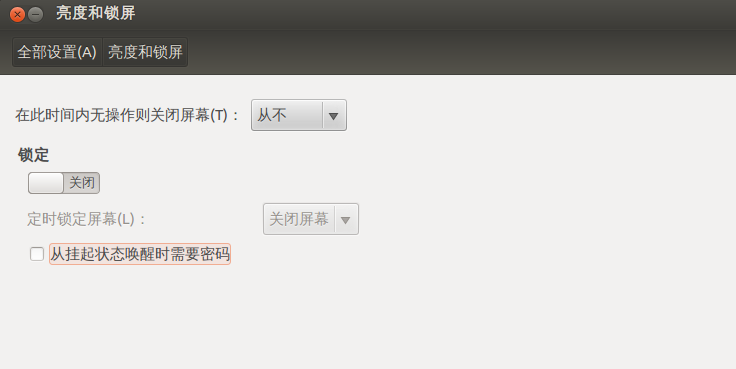 亮度和锁屏
全部设置(A) 亮度和锁屏
在此时间内无操作则关闭屏幕(T)： 从不
锁定
关闭
定时锁定屏幕(L)： 关闭屏幕
从挂起状态唤醒时需要密码